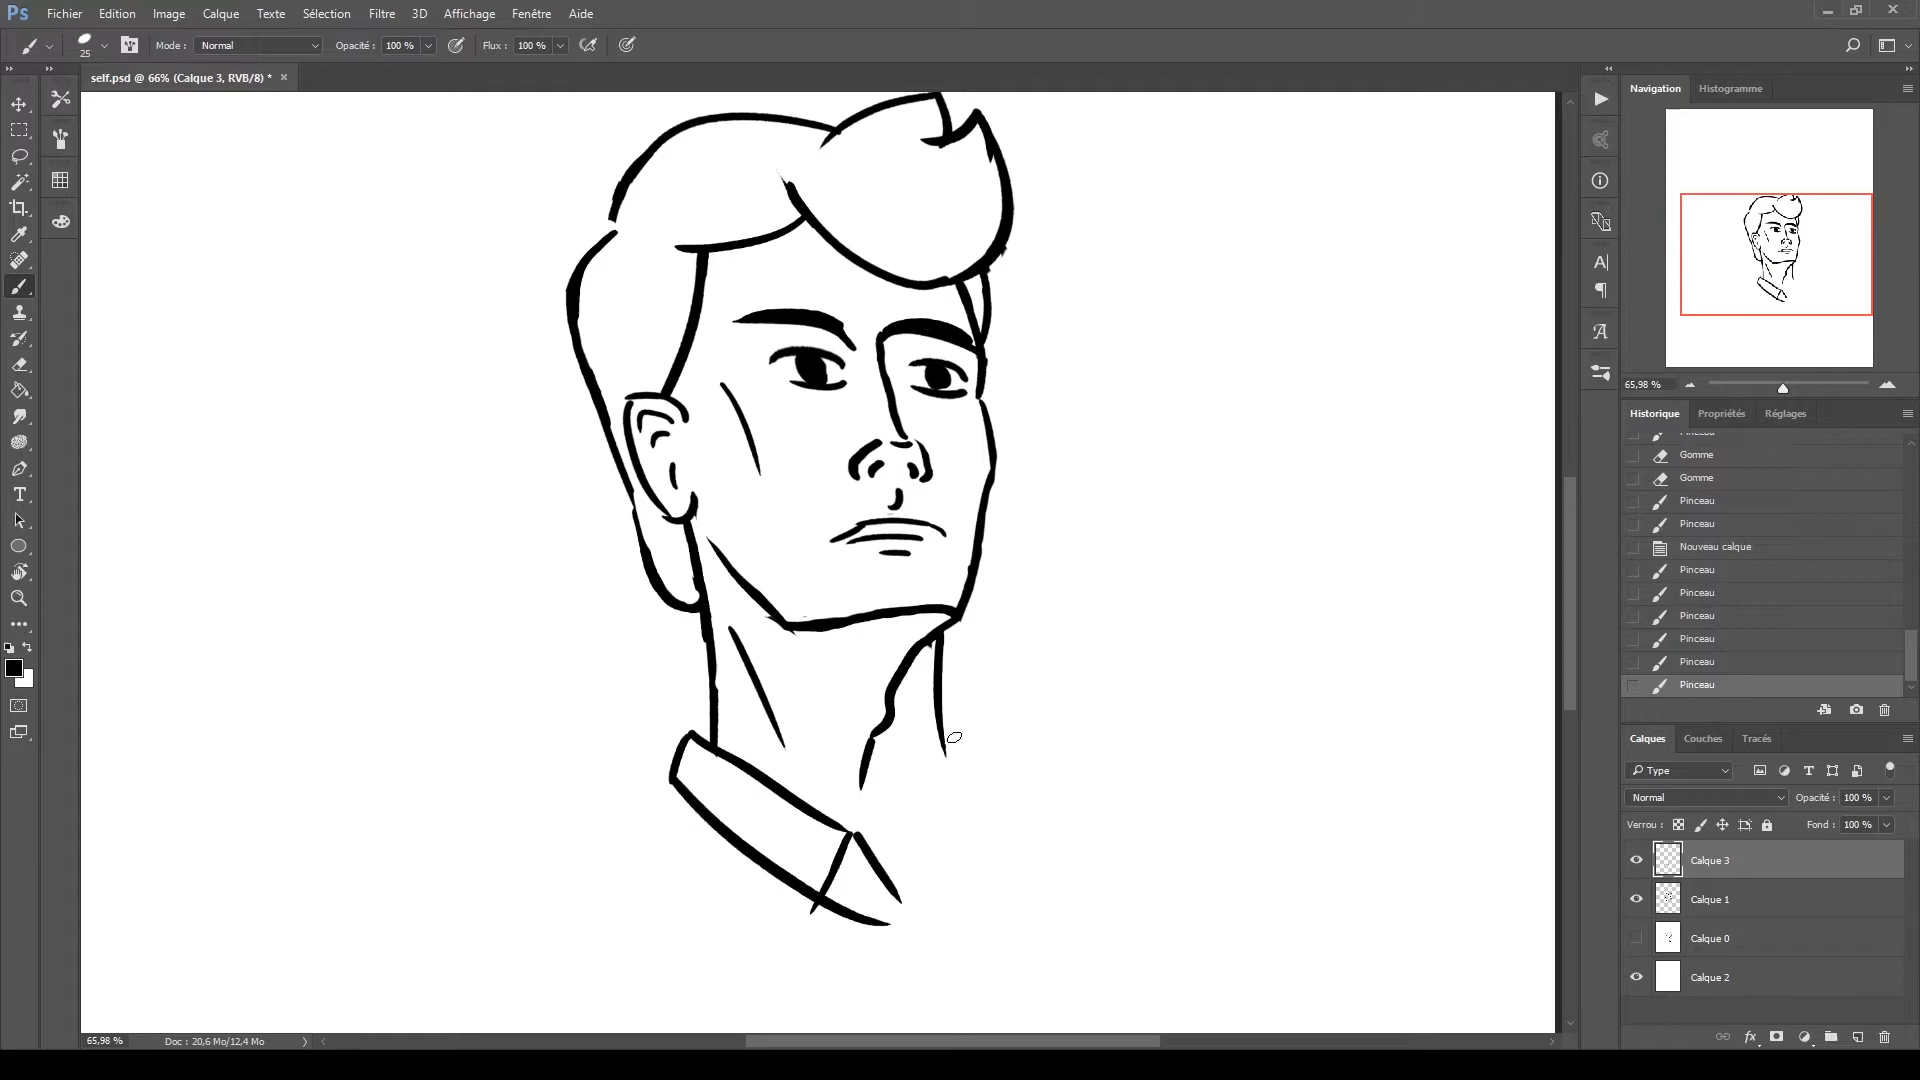 Ps Fichier Edition Image Calque Texte Sélection Filtre 3D Affichage Fenêtre Aide
25 Mode : Normal Opacité : 100 % Flux : 100 %
self.psd @ 66% (Calque 3, RVB/8) *
Navigation Histogramme
65,98 %
Historique Propriétés Réglages
Pinceau
Gomme
Gomme
Pinceau
Pinceau
Nouveau calque
Pinceau
Pinceau
Pinceau
Pinceau
Pinceau
Pinceau
Calques Couches Tracés
Type
Normal Opacité : 100 %
Verrou : Fond : 100 %
Calque 3
Calque 1
Calque 0
Calque 2
fx
65,98 % Doc : 20,6 Mo/12,4 Mo